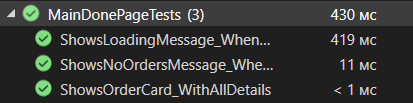 MainDonePageTests (3) 430 мс
ShowsLoadingMessage_When... 419 мс
ShowsNoOrdersMessage_Whe... 11 мс
ShowsOrderCard_WithAllDetails < 1 мс